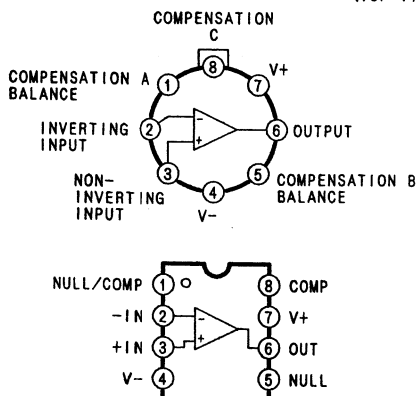 COMPENSATION
C
8
COMPENSATION A
BALANCE
1
7
V+
INVERTING
INPUT
2
-
+
6
OUTPUT
NON-
INVERTING
INPUT
3
4
V-
5
COMPENSATION B
BALANCE
NULL/COMP 1
8 COMP
-IN 2
-
7 V+
+IN 3
+
6 OUT
V- 4
5 NULL